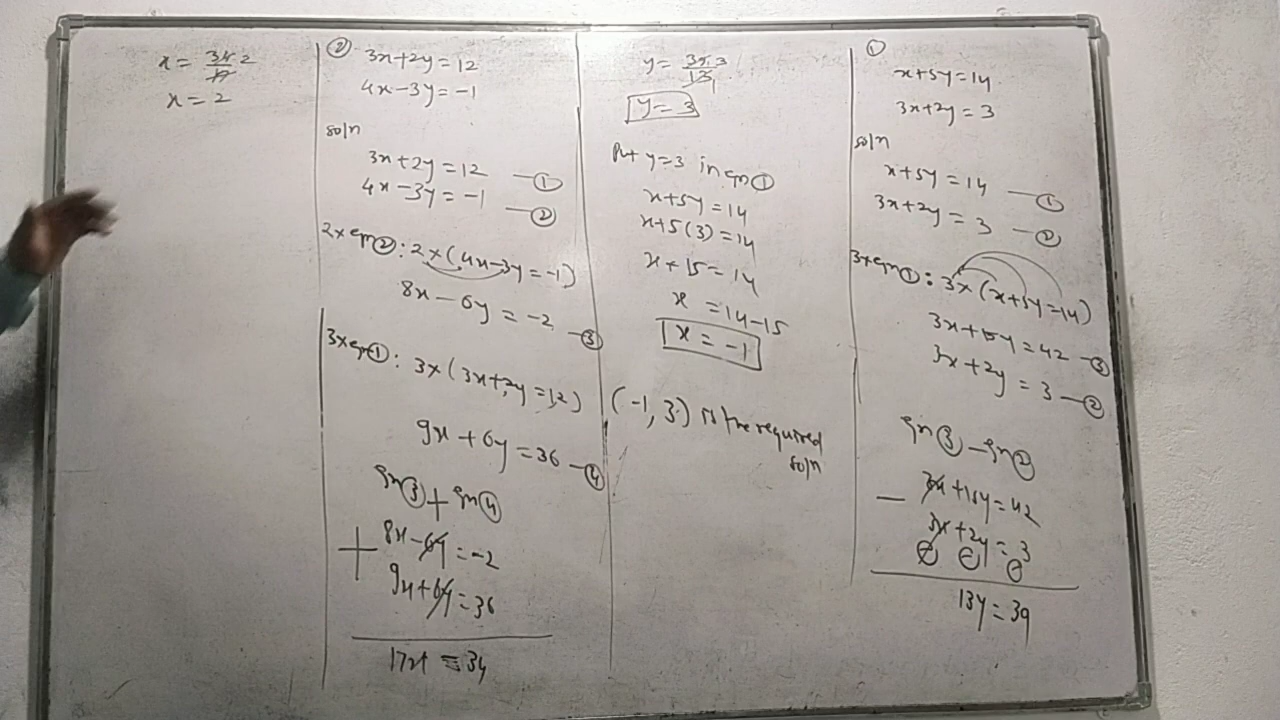 ①
x+5y=14
3x+2y=3
soln
x+5y=14 —①
3x+2y=3 —②
3×eqn①: 3×(x+5y=14)
3x+15y=42 —③
3x+2y=3 —②
eqn③-eqn②
— 3x+15y=42
3x+2y=3
13y=39
y=39 3/13 1
y=3
Put y=3 in eqn①
x+5y=14
x+5(3)=14
x+15=14
x =14-15
x=-1
(-1,3) is the required
soln
② 3x+2y=12
4x-3y=-1
soln
3x+2y=12 —①
4x-3y=-1 —②
2×eqn②: 2×(4x-3y=-1)
8x-6y=-2 —③
3×eqn①: 3×(3x+2y=12)
9x+6y=36 —④
eqn③+eqn④
+ 8x-6y=-2
9x+6y=36
17x=34
x=34 2/17
x=2